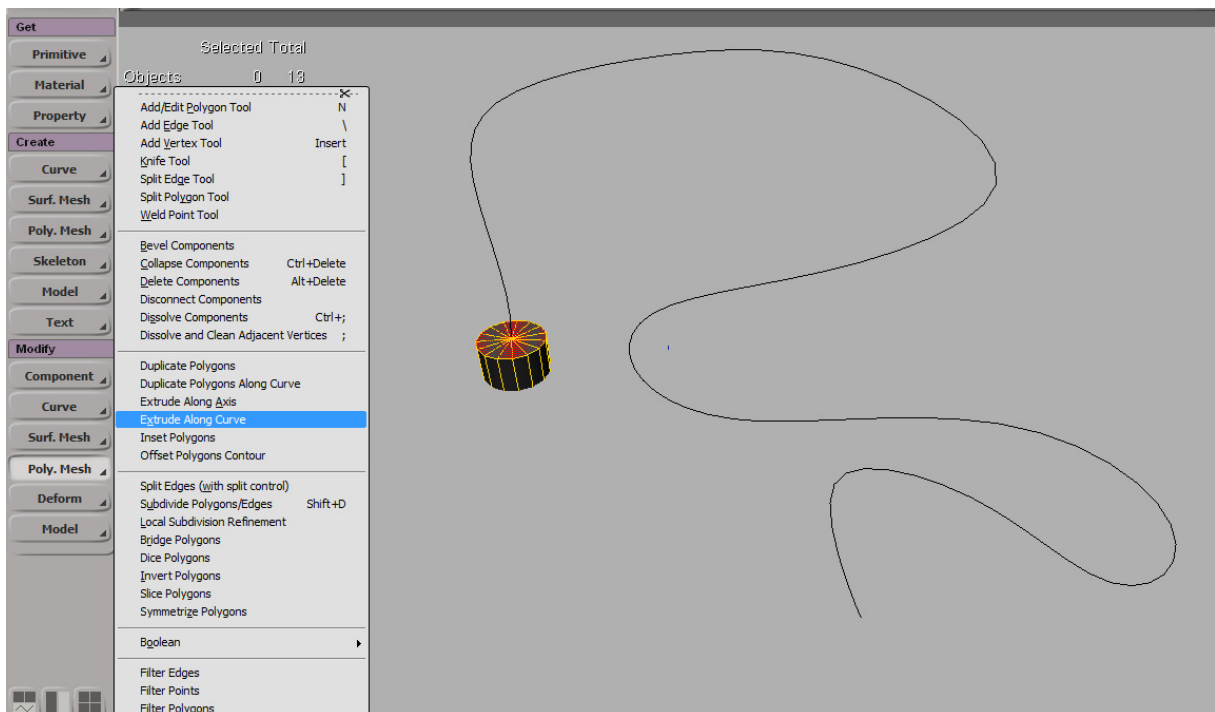 Get
Primitive
Material
Property
Create
Curve
Surf. Mesh
Poly. Mesh
Skeleton
Model
Text
Modify
Component
Curve
Surf. Mesh
Poly. Mesh
Deform
Model
Selected Total
Objects 0 13
Add/Edit Polygon Tool N
Add Edge Tool \
Add Vertex Tool Insert
Knife Tool [
Split Edge Tool ]
Split Polygon Tool
Weld Point Tool
Bevel Components
Collapse Components Ctrl+Delete
Delete Components Alt+Delete
Disconnect Components
Dissolve Components Ctrl+;
Dissolve and Clean Adjacent Vertices ;
Duplicate Polygons
Duplicate Polygons Along Curve
Extrude Along Axis
Extrude Along Curve
Inset Polygons
Offset Polygons Contour
Split Edges (with split control)
Subdivide Polygons/Edges Shift+D
Local Subdivision Refinement
Bridge Polygons
Dice Polygons
Invert Polygons
Slice Polygons
Symmetrize Polygons
Boolean
Filter Edges
Filter Points
Filter Polygons